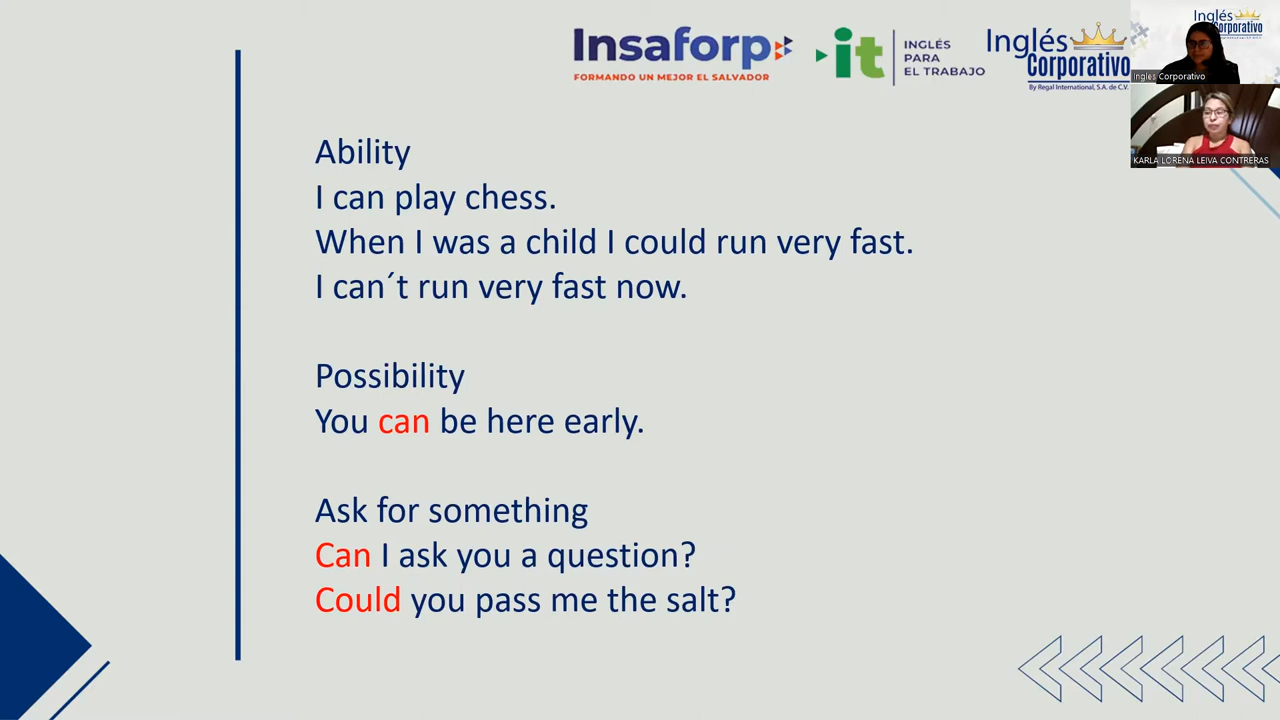 Insaforp
FORMANDO UN MEJOR EL SALVADOR
it
INGLÉS
PARA
EL TRABAJO
Inglés
Corporativo
By Regal International, S.A. de C.V.
Inglés
Corporativo
Ingles Corporativo
KARLA LORENA LEIVA CONTRERAS
Ability
I can play chess.
When I was a child I could run very fast.
I can´t run very fast now.
Possibility
You can be here early.
Ask for something
Can I ask you a question?
Could you pass me the salt?